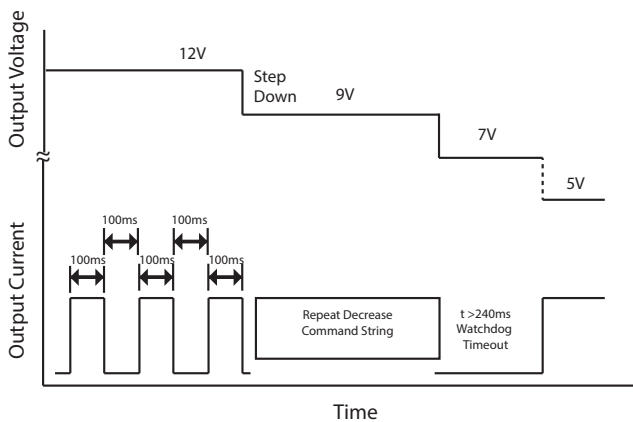 Output Voltage
12V
Step
Down
9V
7V
5V
Output Current
100ms
100ms
100ms
100ms
100ms
Repeat Decrease
Command String
t >240ms
Watchdog
Timeout
Time